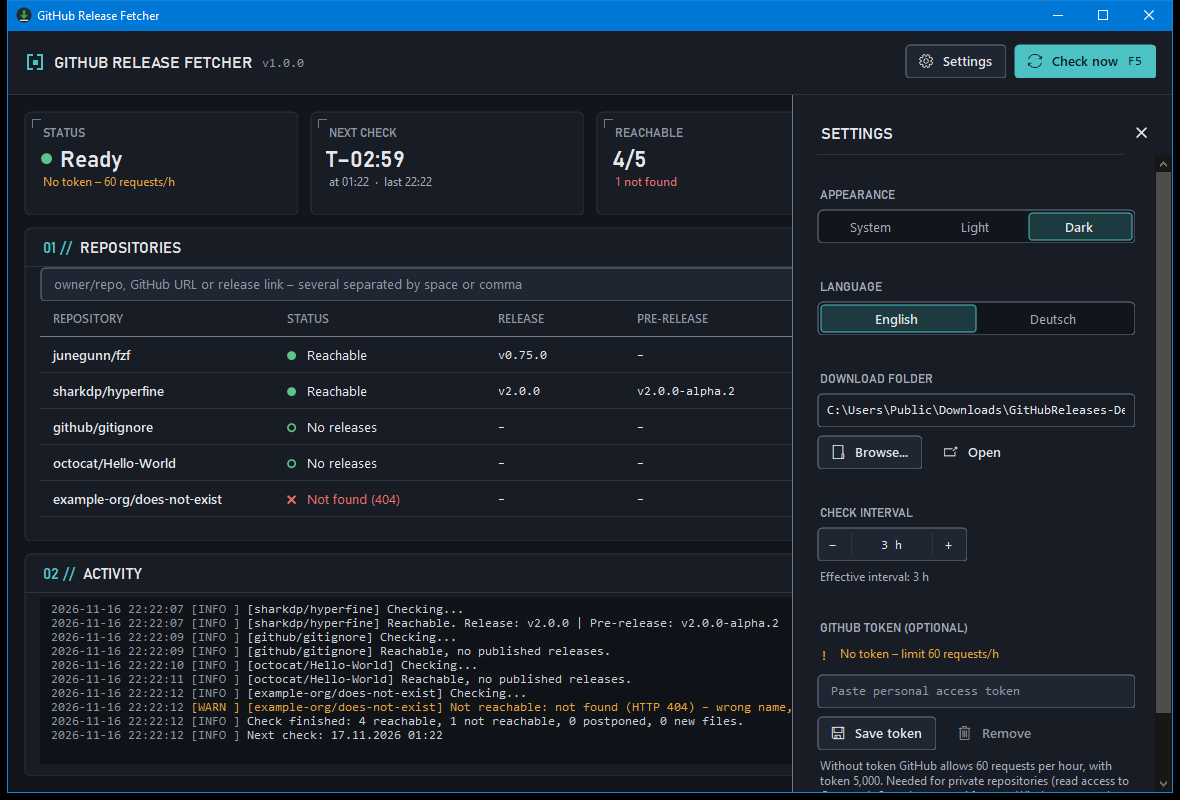 GitHub Release Fetcher
GITHUB RELEASE FETCHER v1.0.0
Settings
Check now F5
STATUS
Ready
No token – 60 requests/h
NEXT CHECK
T–02:59
at 01:22 · last 22:22
REACHABLE
4/5
1 not found
01 // REPOSITORIES
owner/repo, GitHub URL or release link – several separated by space or comma
REPOSITORY STATUS RELEASE PRE-RELEASE
junegunn/fzf Reachable v0.75.0 –
sharkdp/hyperfine Reachable v2.0.0 v2.0.0-alpha.2
github/gitignore No releases – –
octocat/Hello-World No releases – –
example-org/does-not-exist Not found (404) – –
02 // ACTIVITY
2026-11-16 22:22:07 [INFO ] [sharkdp/hyperfine] Checking...
2026-11-16 22:22:07 [INFO ] [sharkdp/hyperfine] Reachable. Release: v2.0.0 | Pre-release: v2.0.0-alpha.2
2026-11-16 22:22:09 [INFO ] [github/gitignore] Checking...
2026-11-16 22:22:09 [INFO ] [github/gitignore] Reachable, no published releases.
2026-11-16 22:22:10 [INFO ] [octocat/Hello-World] Checking...
2026-11-16 22:22:11 [INFO ] [octocat/Hello-World] Reachable, no published releases.
2026-11-16 22:22:12 [INFO ] [example-org/does-not-exist] Checking...
2026-11-16 22:22:12 [WARN ] [example-org/does-not-exist] Not reachable: not found (HTTP 404) – wrong name,
2026-11-16 22:22:12 [INFO ] Check finished: 4 reachable, 1 not reachable, 0 postponed, 0 new files.
2026-11-16 22:22:12 [INFO ] Next check: 17.11.2026 01:22
SETTINGS
APPEARANCE
System Light Dark
LANGUAGE
English Deutsch
DOWNLOAD FOLDER
C:\Users\Public\Downloads\GitHubReleases-De
Browse... Open
CHECK INTERVAL
– 3 h +
Effective interval: 3 h
GITHUB TOKEN (OPTIONAL)
! No token – limit 60 requests/h
Paste personal access token
Save token Remove
Without token GitHub allows 60 requests per hour, with
token 5,000. Needed for private repositories (read access to